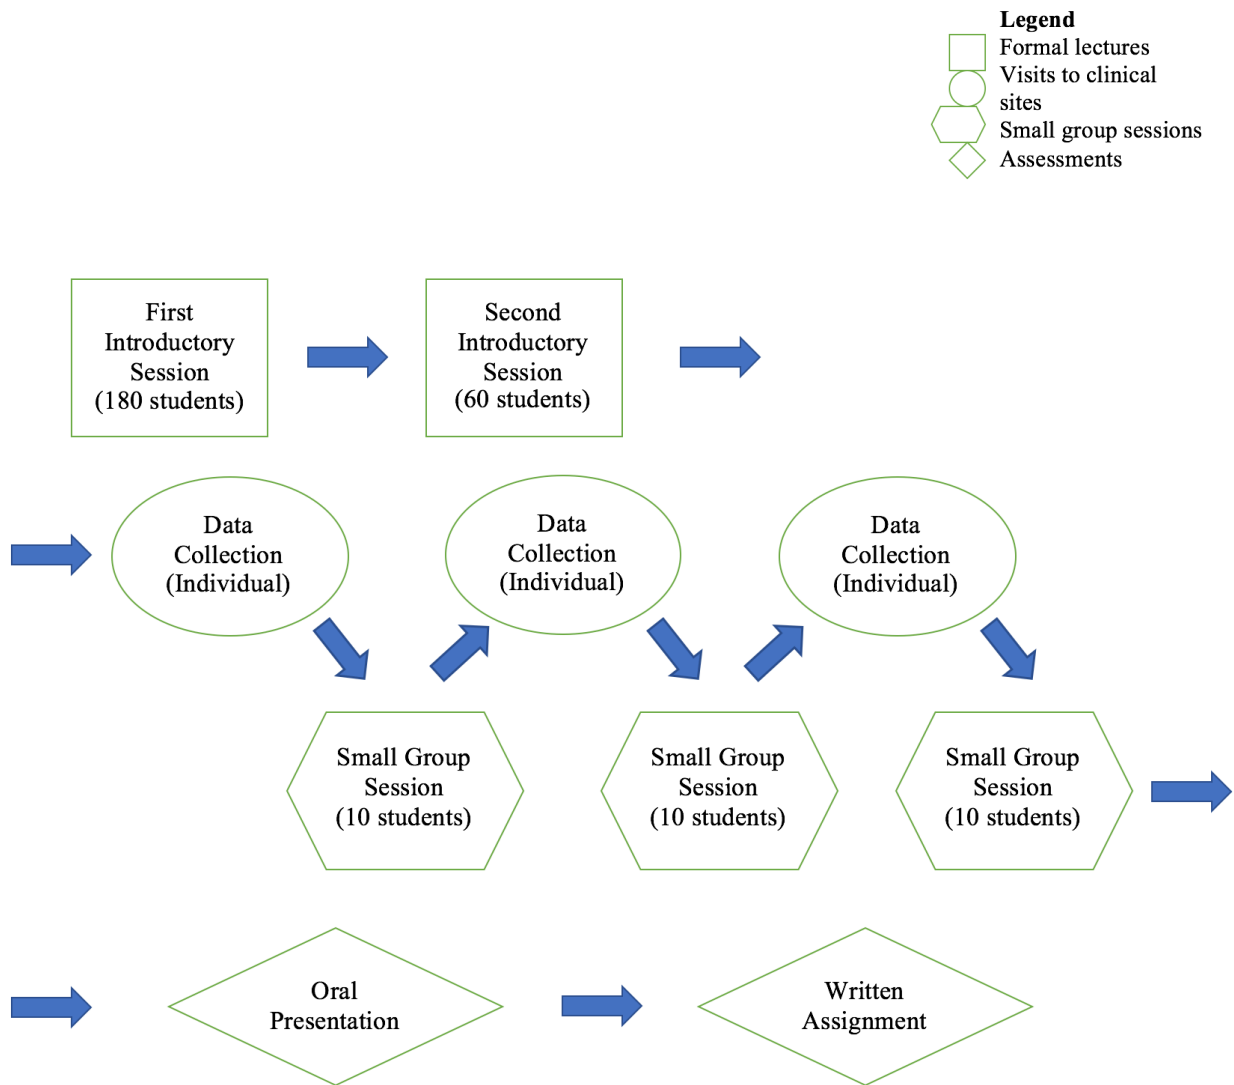 Legend
Formal lectures
Visits to clinical
sites
Small group sessions
Assessments
First
Introductory
Session
(180 students)
Second
Introductory
Session
(60 students)
Data
Collection
(Individual)
Data
Collection
(Individual)
Data
Collection
(Individual)
Small Group
Session
(10 students)
Small Group
Session
(10 students)
Small Group
Session
(10 students)
Oral
Presentation
Written
Assignment